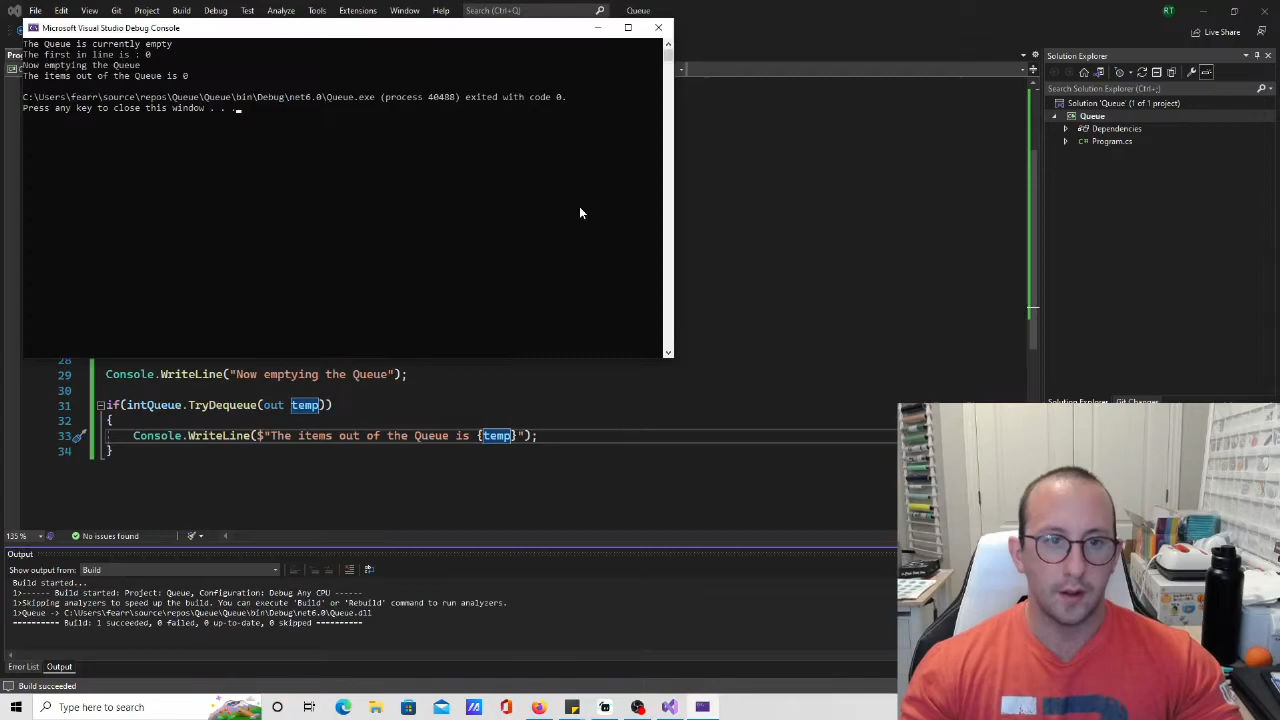 File Edit View Git Project Build Debug Test Analyze Tools Extensions Window Help Search (Ctrl+Q) Queue RT
Microsoft Visual Studio Debug Console
Live Share
The Queue is currently empty
The first in line is : 0
Now emptying the Queue
The items out of the Queue is 0
C:\Users\fearr\source\repos\Queue\Queue\bin\Debug\net6.0\Queue.exe (process 40488) exited with code 0.
Press any key to close this window . . .
Solution Explorer
Search Solution Explorer (Ctrl+;)
Solution 'Queue' (1 of 1 project)
Queue
Dependencies
Program.cs
28
29 Console.WriteLine("Now emptying the Queue");
30
31 if(intQueue.TryDequeue(out temp))
32 {
33 Console.WriteLine($"The items out of the Queue is {temp}");
34 }
Solution Explorer Git Changes
135 % No issues found
Output
Show output from: Build
Build started...
1>------ Build started: Project: Queue, Configuration: Debug Any CPU ------
1>Skipping analyzers to speed up the build. You can execute 'Build' or 'Rebuild' command to run analyzers.
1>Queue -> C:\Users\fearr\source\repos\Queue\Queue\bin\Debug\net6.0\Queue.dll
========== Build: 1 succeeded, 0 failed, 0 up-to-date, 0 skipped ==========
Error List Output
Build succeeded
Type here to search